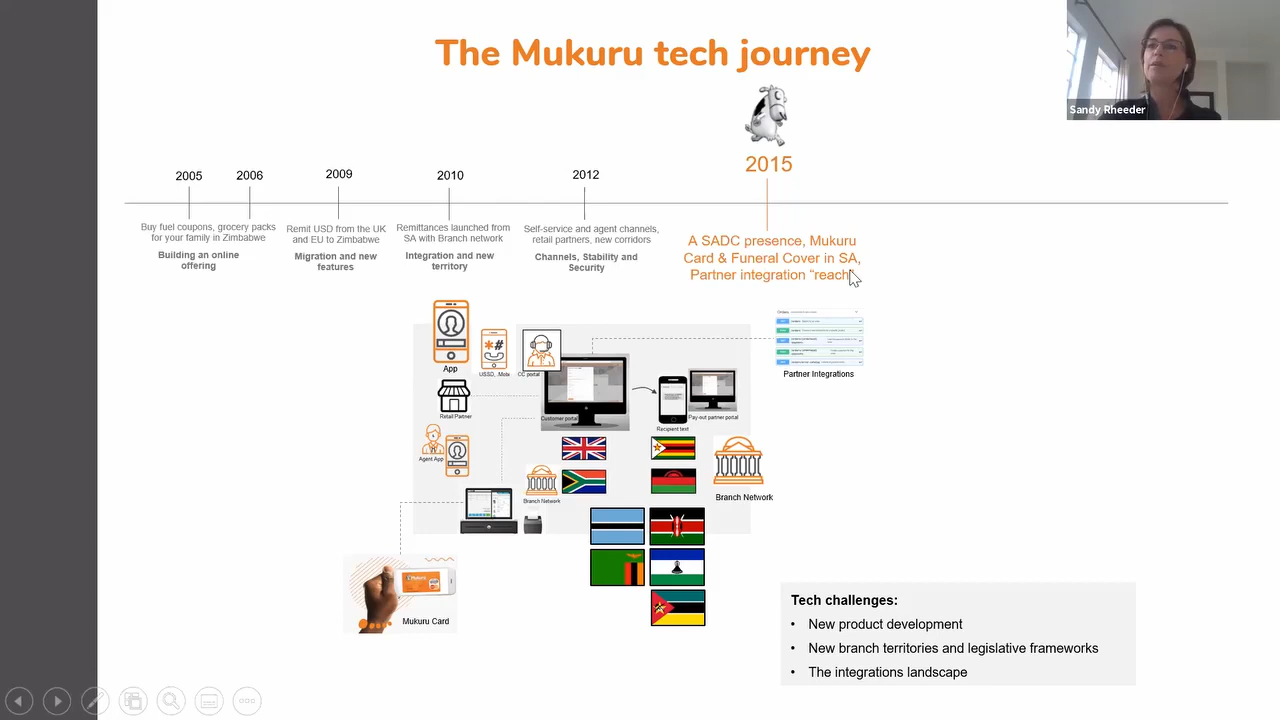 The Mukuru tech journey
Sandy Rheeder
2015
2005
2006
2009
2010
2012
Buy fuel coupons, grocery packs
for your family in Zimbabwe
Building an online
offering
Remit USD from the UK
and EU to Zimbabwe
Migration and new
features
Remittances launched from
SA with Branch network
Integration and new
territory
Self-service and agent channels,
retail partners, new corridors
Channels, Stability and
Security
A SADC presence, Mukuru
Card & Funeral Cover in SA,
Partner integration “reach”
App
USSD,
CC portal
Partner Integrations
Retail Partner
Customer portal
Recipient text
Pay-out partner portal
Agent App
Branch Network
Branch Network
Mukuru
Mukuru Card
Tech challenges:
• New product development
• New branch territories and legislative frameworks
• The integrations landscape